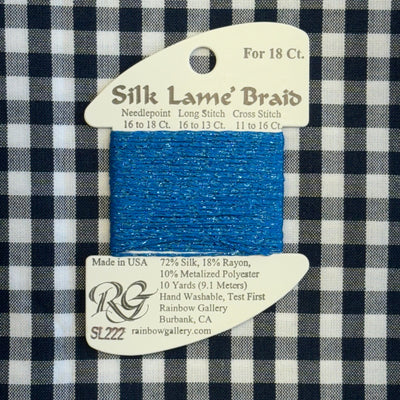 For 18 Ct.
Silk Lamé Braid
Needlepoint Long Stitch Cross Stitch
16 to 18 Ct. 16 to 13 Ct. 11 to 16 Ct.
Made in USA
72% Silk, 18% Rayon,
10% Metalized Polyester
10 Yards (9.1 Meters)
Hand Washable, Test First
Rainbow Gallery
Burbank, CA
rainbowgallery.com
RG
SL222